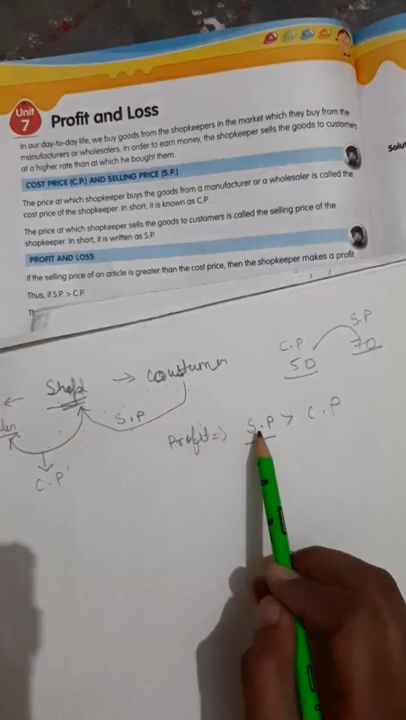 Unit
7
Profit and Loss
In our day-to-day life, we buy goods from the shopkeepers in the market which they buy from the
manufacturers or wholesalers. In order to earn money, the shopkeeper sells the goods to customers
at a higher rate than at which he bought them.
COST PRICE (C.P.) AND SELLING PRICE (S.P.)
The price at which shopkeeper buys the goods from a manufacturer or a wholesaler is called the
cost price of the shopkeeper. In short, it is known as C.P.
The price at which shopkeeper sells the goods to customers is called the selling price of the
shopkeeper. In short, it is written as S.P.
PROFIT AND LOSS
If the selling price of an article is greater than the cost price, then the shopkeeper makes a profit.
Thus, if S.P. > C.P.
Solut
C.P S.P
50 70
← → 
S.P
C.P.
Profit ⇒ S.P > C.P